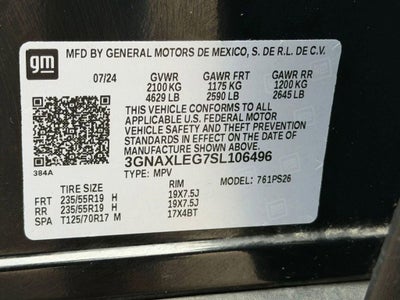 gm
MFD BY GENERAL MOTORS DE MEXICO, S. DE R.L. DE C.V.
07/24 GVWR GAWR FRT GAWR RR
2100 KG 1175 KG 1200 KG
4629 LB 2590 LB 2645 LB
THIS VEHICLE CONFORMS TO ALL
APPLICABLE U.S. FEDERAL MOTOR
VEHICLE SAFETY AND THEFT
PREVENTION STANDARDS IN EFFECT
ON THE DATE OF MANUFACTURE
SHOWN ABOVE.
3GNAXLEG7SL106496
384A TYPE: MPV
TIRE SIZE RIM MODEL: 761PS26
FRT 235/55R19 H 19X7.5J
RR 235/55R19 H 19X7.5J
SPA T125/70R17 M 17X4BT